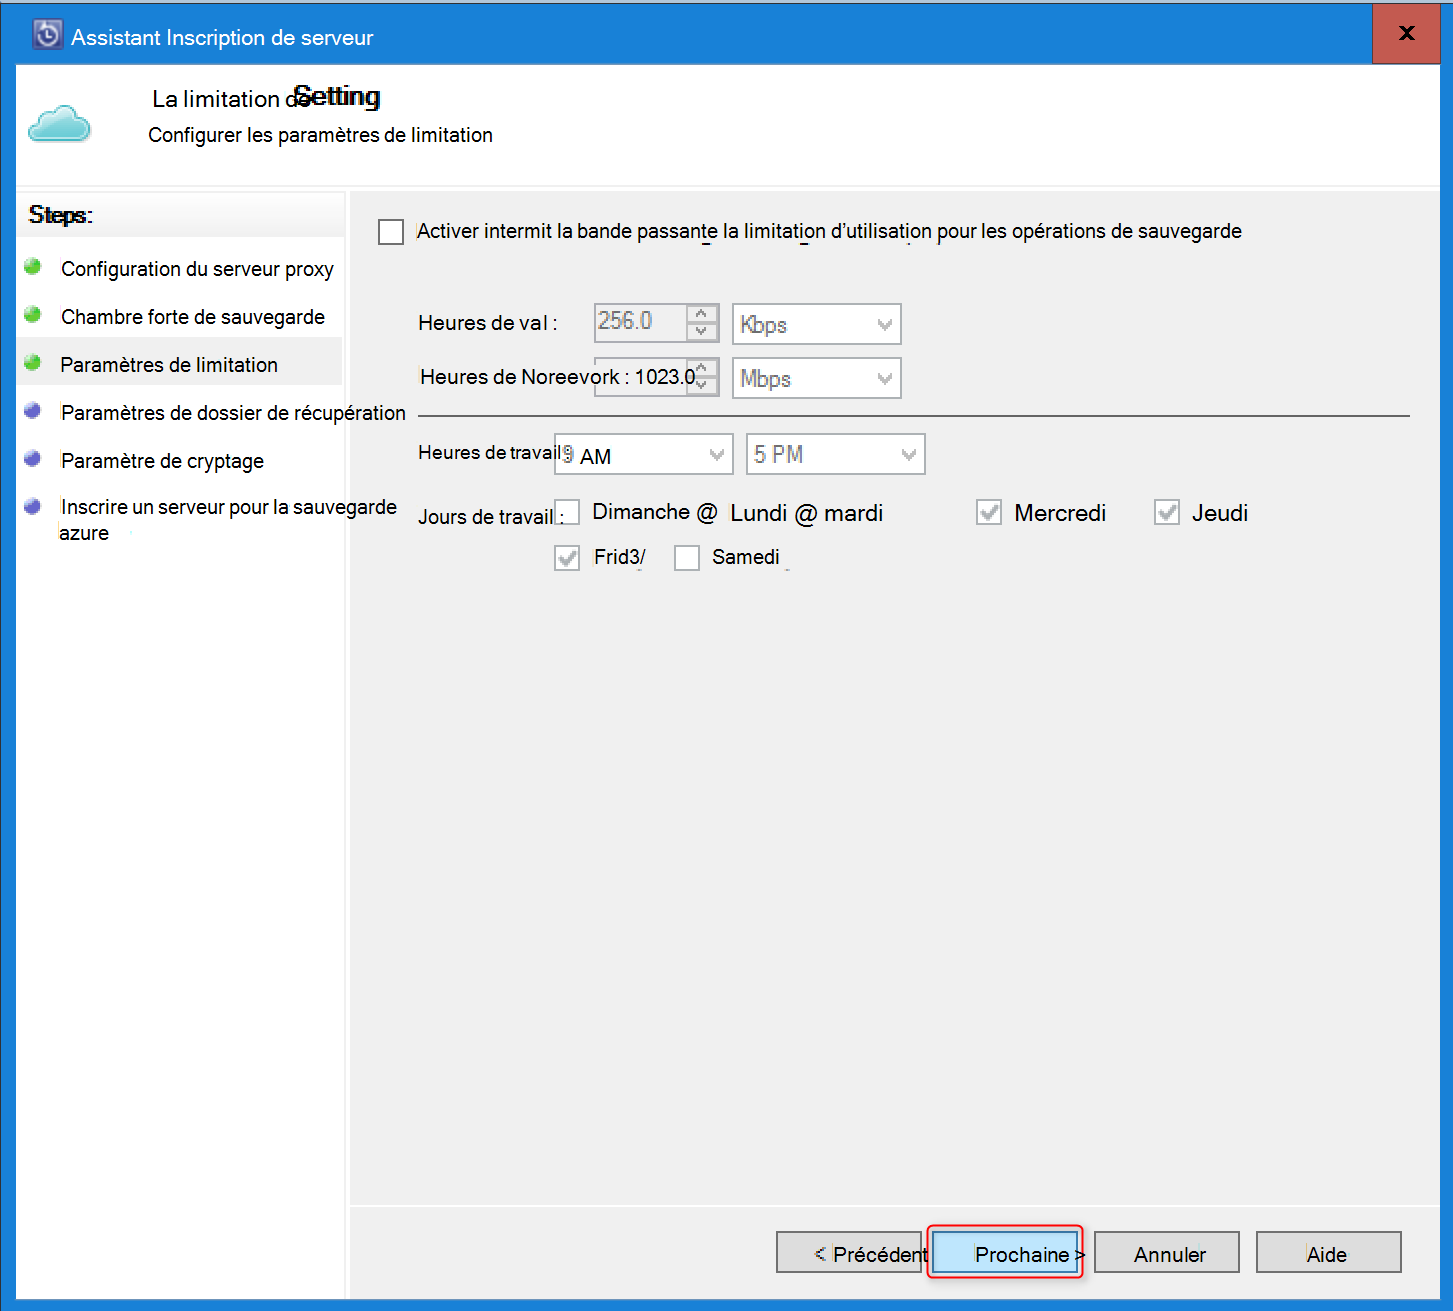 Assistant Inscription de serveur
x
La limitation de Setting
Configurer les paramètres de limitation
Steps:
Configuration du serveur proxy
Chambre forte de sauvegarde
Paramètres de limitation
Paramètres de dossier de récupération
Paramètre de cryptage
Inscrire un serveur pour la sauvegarde
azure
Activer intermit la bande passante la limitation d’utilisation pour les opérations de sauvegarde
Heures de val : 256.0 Kbps
Heures de Noreevork : 1023.0 Mbps
Heures de travail : 9 AM 5 PM
Jours de travail : Dimanche @ Lundi @ mardi Mercredi Jeudi
Frid3/ Samedi
< Précédent Prochaine > Annuler Aide